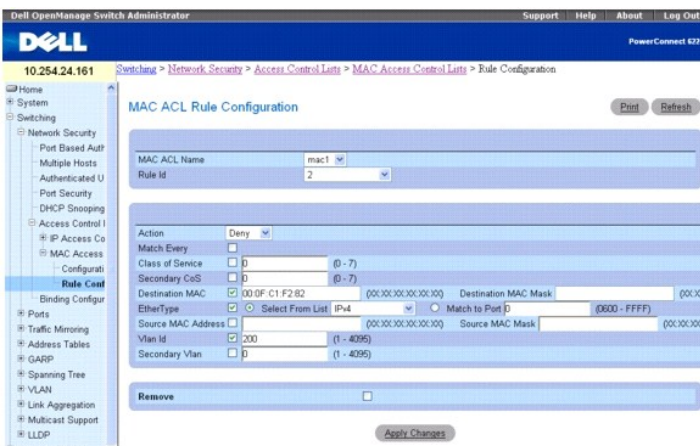 Dell OpenManage Switch Administrator
Support Help About Log Out
DELL
PowerConnect 622
10.254.24.161
Switching > Network Security > Access Control Lists > MAC Access Control Lists > Rule Configuration
Home
System
Switching
Network Security
Port Based Auth
Multiple Hosts
Authenticated U
Port Security
DHCP Snooping
Access Control l
IP Access Co
MAC Access
Configurati
Rule Conf
Binding Configur
Ports
Traffic Mirroring
Address Tables
GARP
Spanning Tree
VLAN
Link Aggregation
Multicast Support
LLDP
MAC ACL Rule Configuration
Print Refresh
MAC ACL Name mac1
Rule Id 2
Action Deny
Match Every
Class of Service 0 (0 - 7)
Secondary CoS 0 (0 - 7)
Destination MAC 00:0F:C1:F2:82 (XX:XX:XX:XX:XX:XX) Destination MAC Mask (XX:X
EtherType Select From List IPv4 Match to Port 0 (0600 - FFFF)
Source MAC Address (XX:XX:XX:XX:XX:XX) Source MAC Mask (XX:XX:XX
Vlan Id 200 (1 - 4095)
Secondary Vlan 0 (1 - 4095)
Remove
Apply Changes